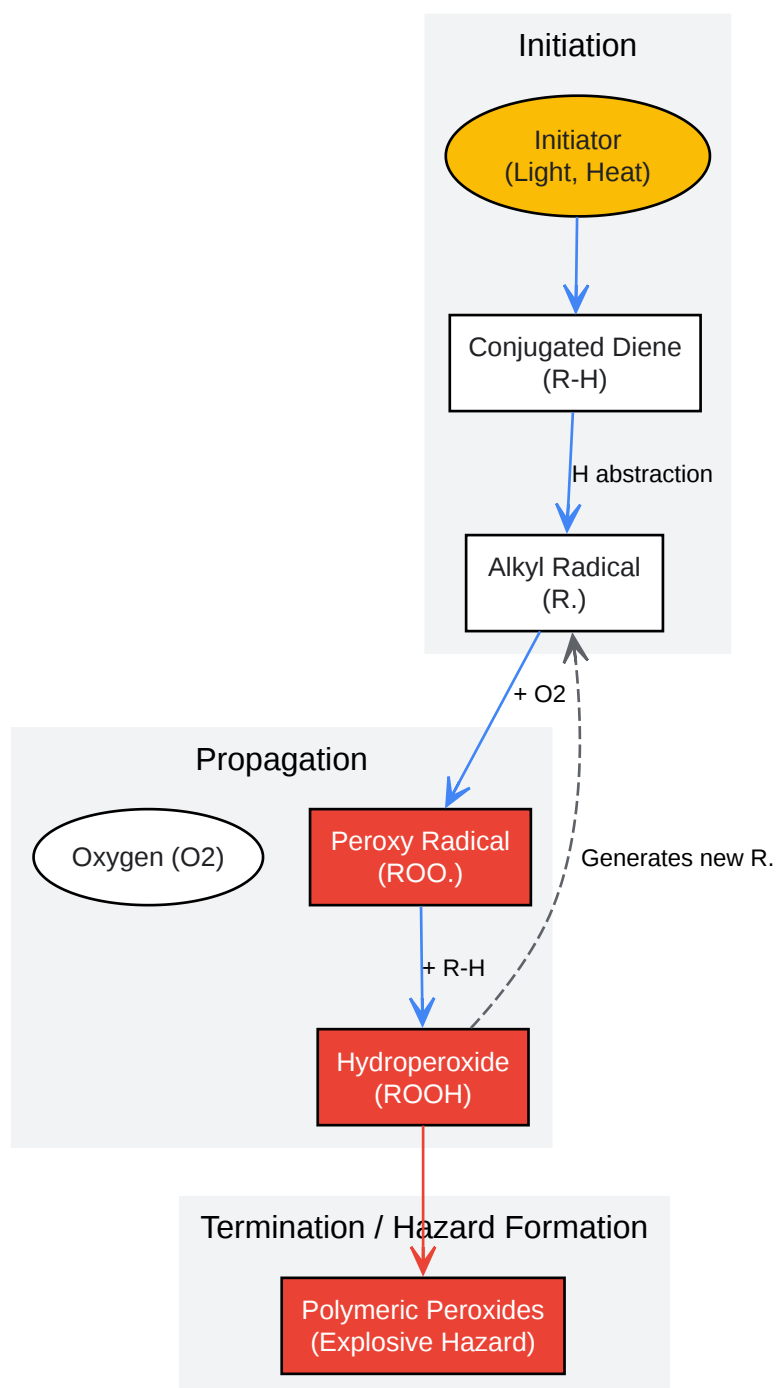 Initiation
Initiator
(Light, Heat)
Conjugated Diene
(R-H)
H abstraction
Alkyl Radical
(R.)
+ O2
Propagation
Oxygen (O2)
Peroxy Radical
(ROO.)
Generates new R.
+ R-H
Hydroperoxide
(ROOH)
Termination / Hazard Formation
Polymeric Peroxides
(Explosive Hazard)